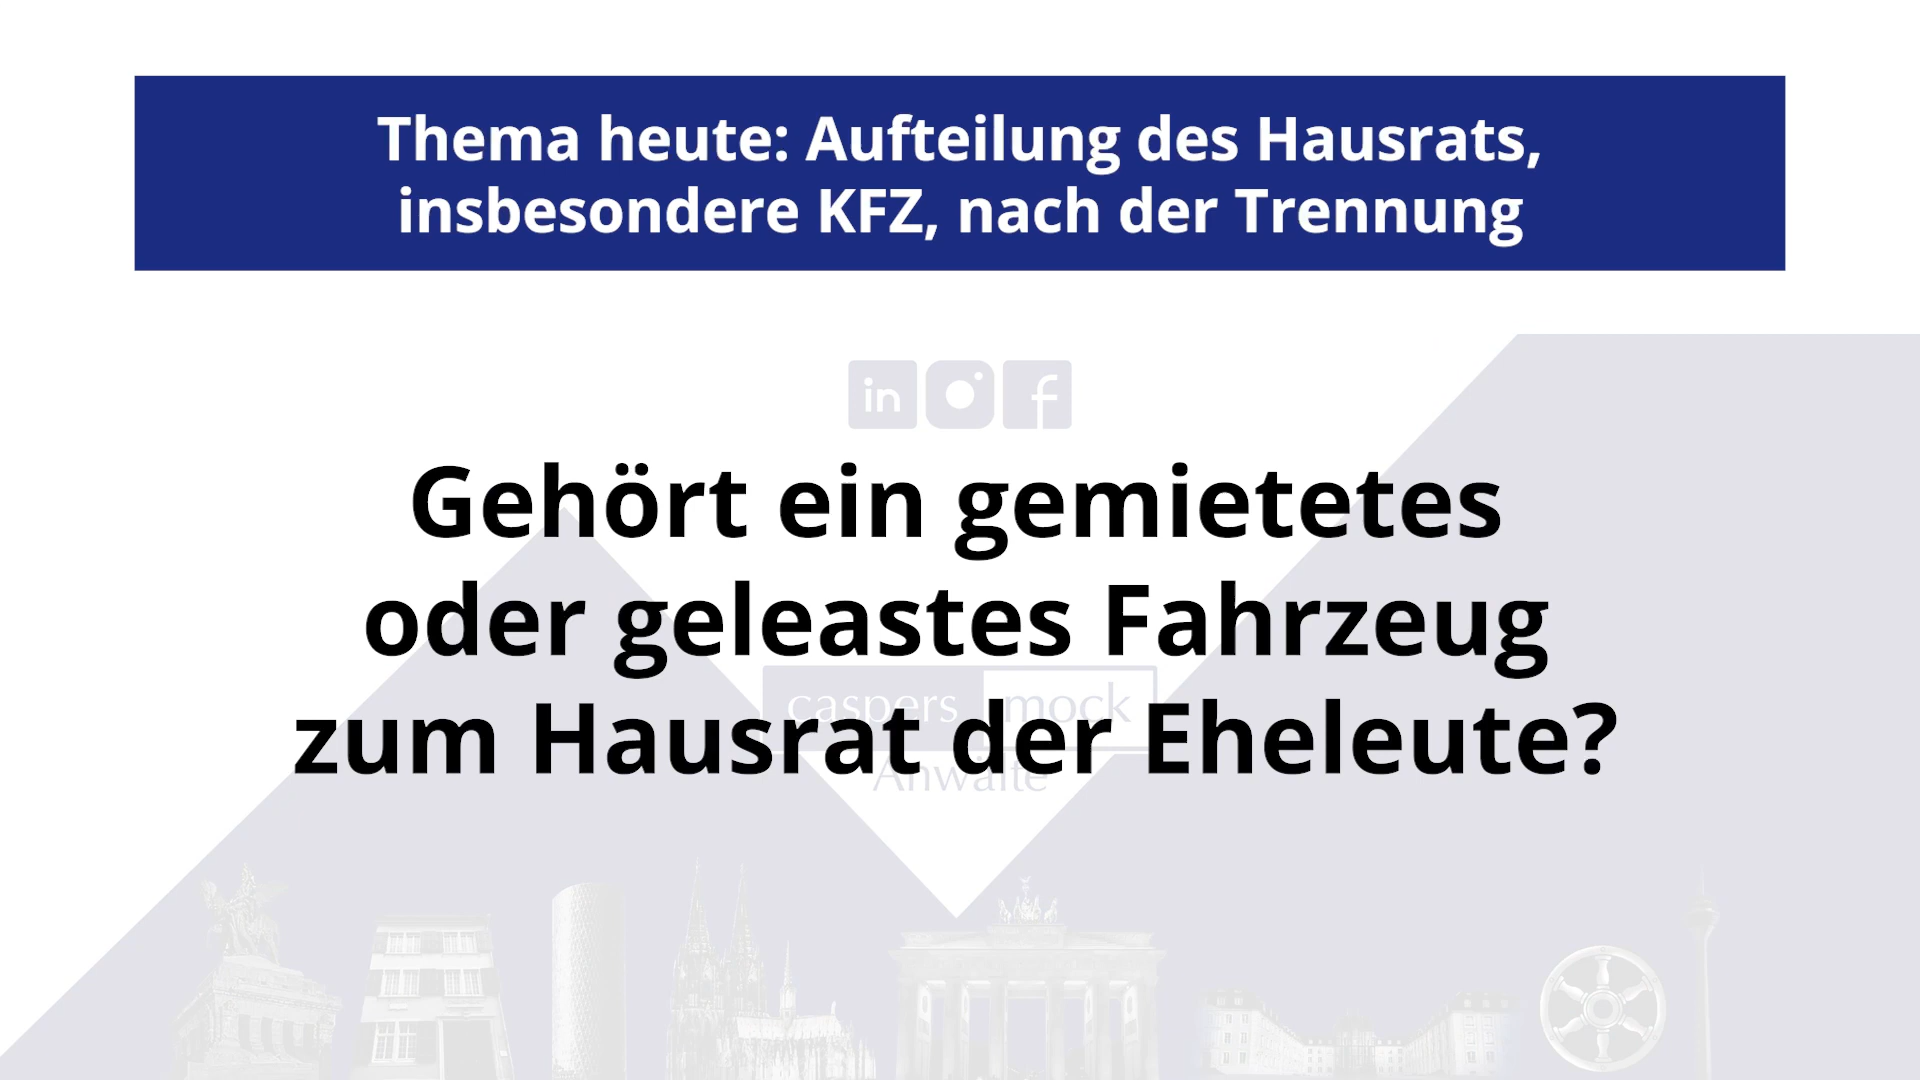 Thema heute: Aufteilung des Hausrats,
insbesondere KFZ, nach der Trennung
in f
Gehört ein gemietetes
oder geleastes Fahrzeug
zum Hausrat der Eheleute?
caspers mock
Anwälte